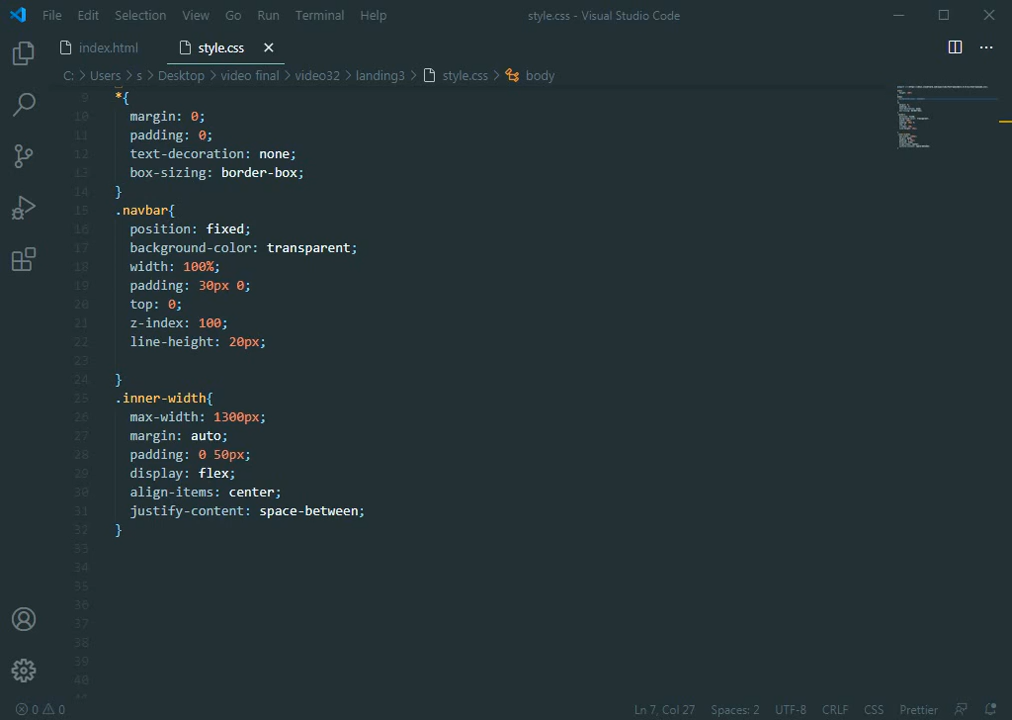 File Edit Selection View Go Run Terminal Help style.css - Visual Studio Code
index.html style.css
C: > Users > s > Desktop > video final > video32 > landing3 > style.css > body
9 *{
10 margin: 0;
11 padding: 0;
12 text-decoration: none;
13 box-sizing: border-box;
14 }
15 .navbar{
16 position: fixed;
17 background-color: transparent;
18 width: 100%;
19 padding: 30px 0;
20 top: 0;
21 z-index: 100;
22 line-height: 20px;
23
24 }
25 .inner-width{
26 max-width: 1300px;
27 margin: auto;
28 padding: 0 50px;
29 display: flex;
30 align-items: center;
31 justify-content: space-between;
32 }
33
34
35
36
37
38
39
40
0 0 Ln 7, Col 27 Spaces: 2 UTF-8 CRLF CSS Prettier